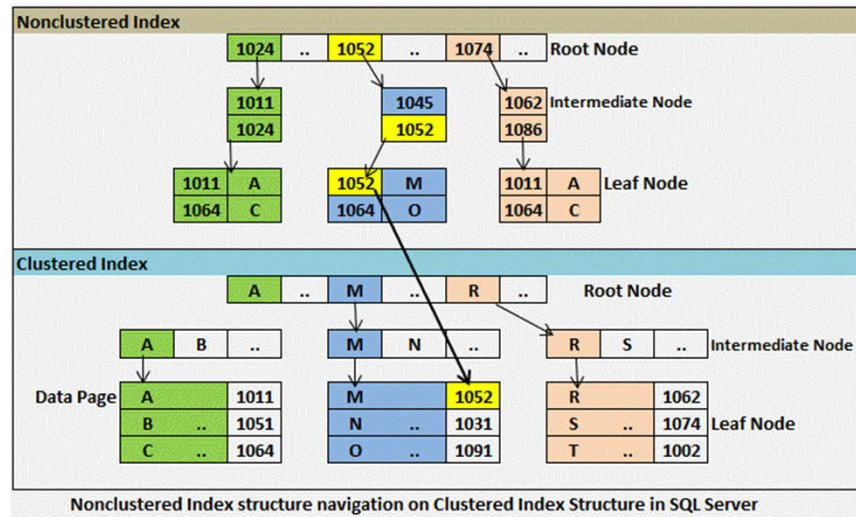 Nonclustered Index
1024 .. 1052 .. 1074 .. Root Node
1011 1045 1062 Intermediate Node
1024 1052 1086
1011 A 1052 M 1011 A Leaf Node
1064 C 1064 O 1064 C
Clustered Index
A .. M .. R .. Root Node
A B .. M N .. R S .. Intermediate Node
Data Page A 1011 M 1052 R 1062
B .. 1051 N .. 1031 S .. 1074 Leaf Node
C .. 1064 O .. 1091 T .. 1002
Nonclustered Index structure navigation on Clustered Index Structure in SQL Server